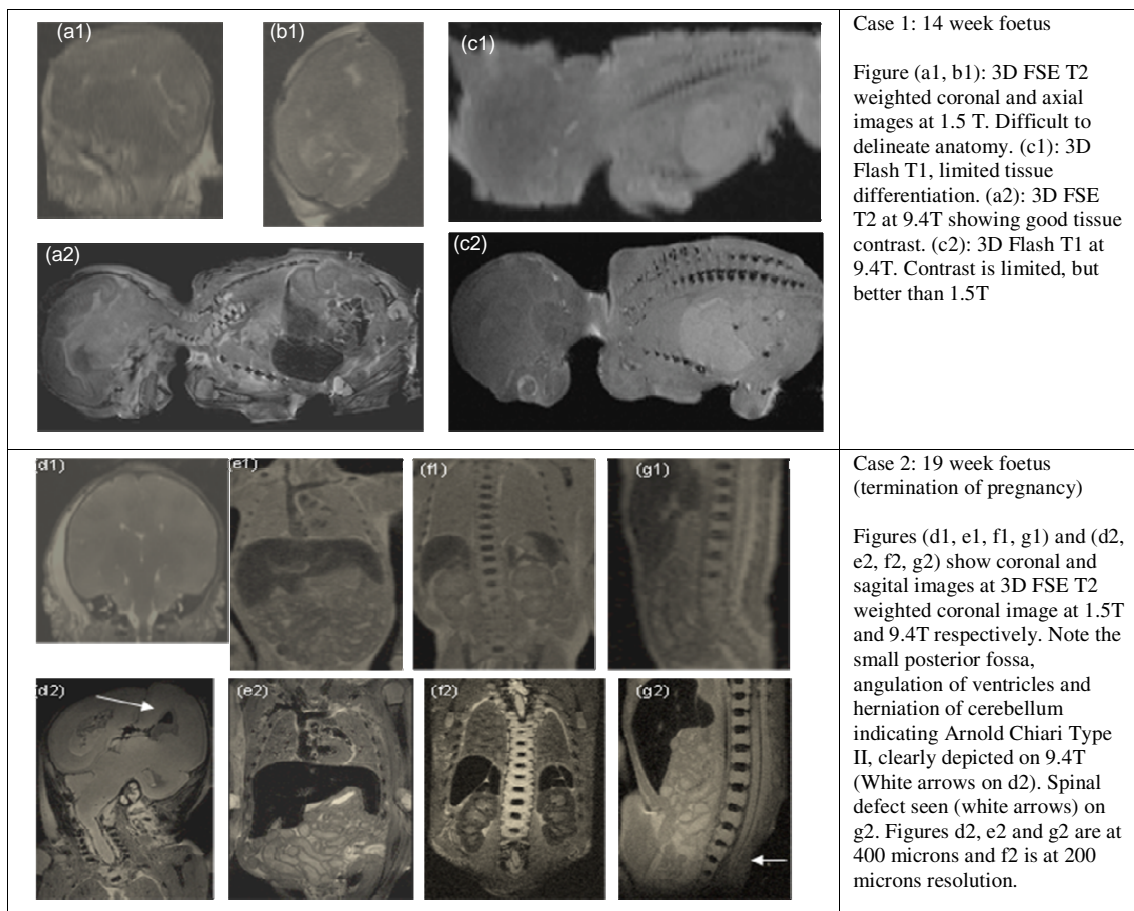 (a1)
(b1)
(c1)
(a2)
(c2)
Case 1: 14 week foetus
Figure (a1, b1): 3D FSE T2
weighted coronal and axial
images at 1.5 T. Difficult to
delineate anatomy. (c1): 3D
Flash T1, limited tissue
differentiation. (a2): 3D FSE
T2 at 9.4T showing good tissue
contrast. (c2): 3D Flash T1 at
9.4T. Contrast is limited, but
better than 1.5T
(d1)
e1)
(f1)
(g1)
(d2)
(e2)
(f2)
(g2)
Case 2: 19 week foetus
(termination of pregnancy)
Figures (d1, e1, f1, g1) and (d2,
e2, f2, g2) show coronal and
sagital images at 3D FSE T2
weighted coronal image at 1.5T
and 9.4T respectively. Note the
small posterior fossa,
angulation of ventricles and
herniation of cerebellum
indicating Arnold Chiari Type
II, clearly depicted on 9.4T
(White arrows on d2). Spinal
defect seen (white arrows) on
g2. Figures d2, e2 and g2 are at
400 microns and f2 is at 200
microns resolution.